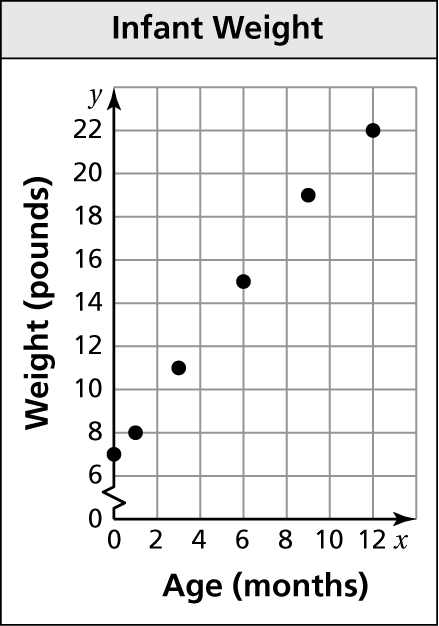 Infant Weight
y
22
20
18
16
14
12
10
8
6
0
Weight (pounds)
0 2 4 6 8 10 12 x
Age (months)